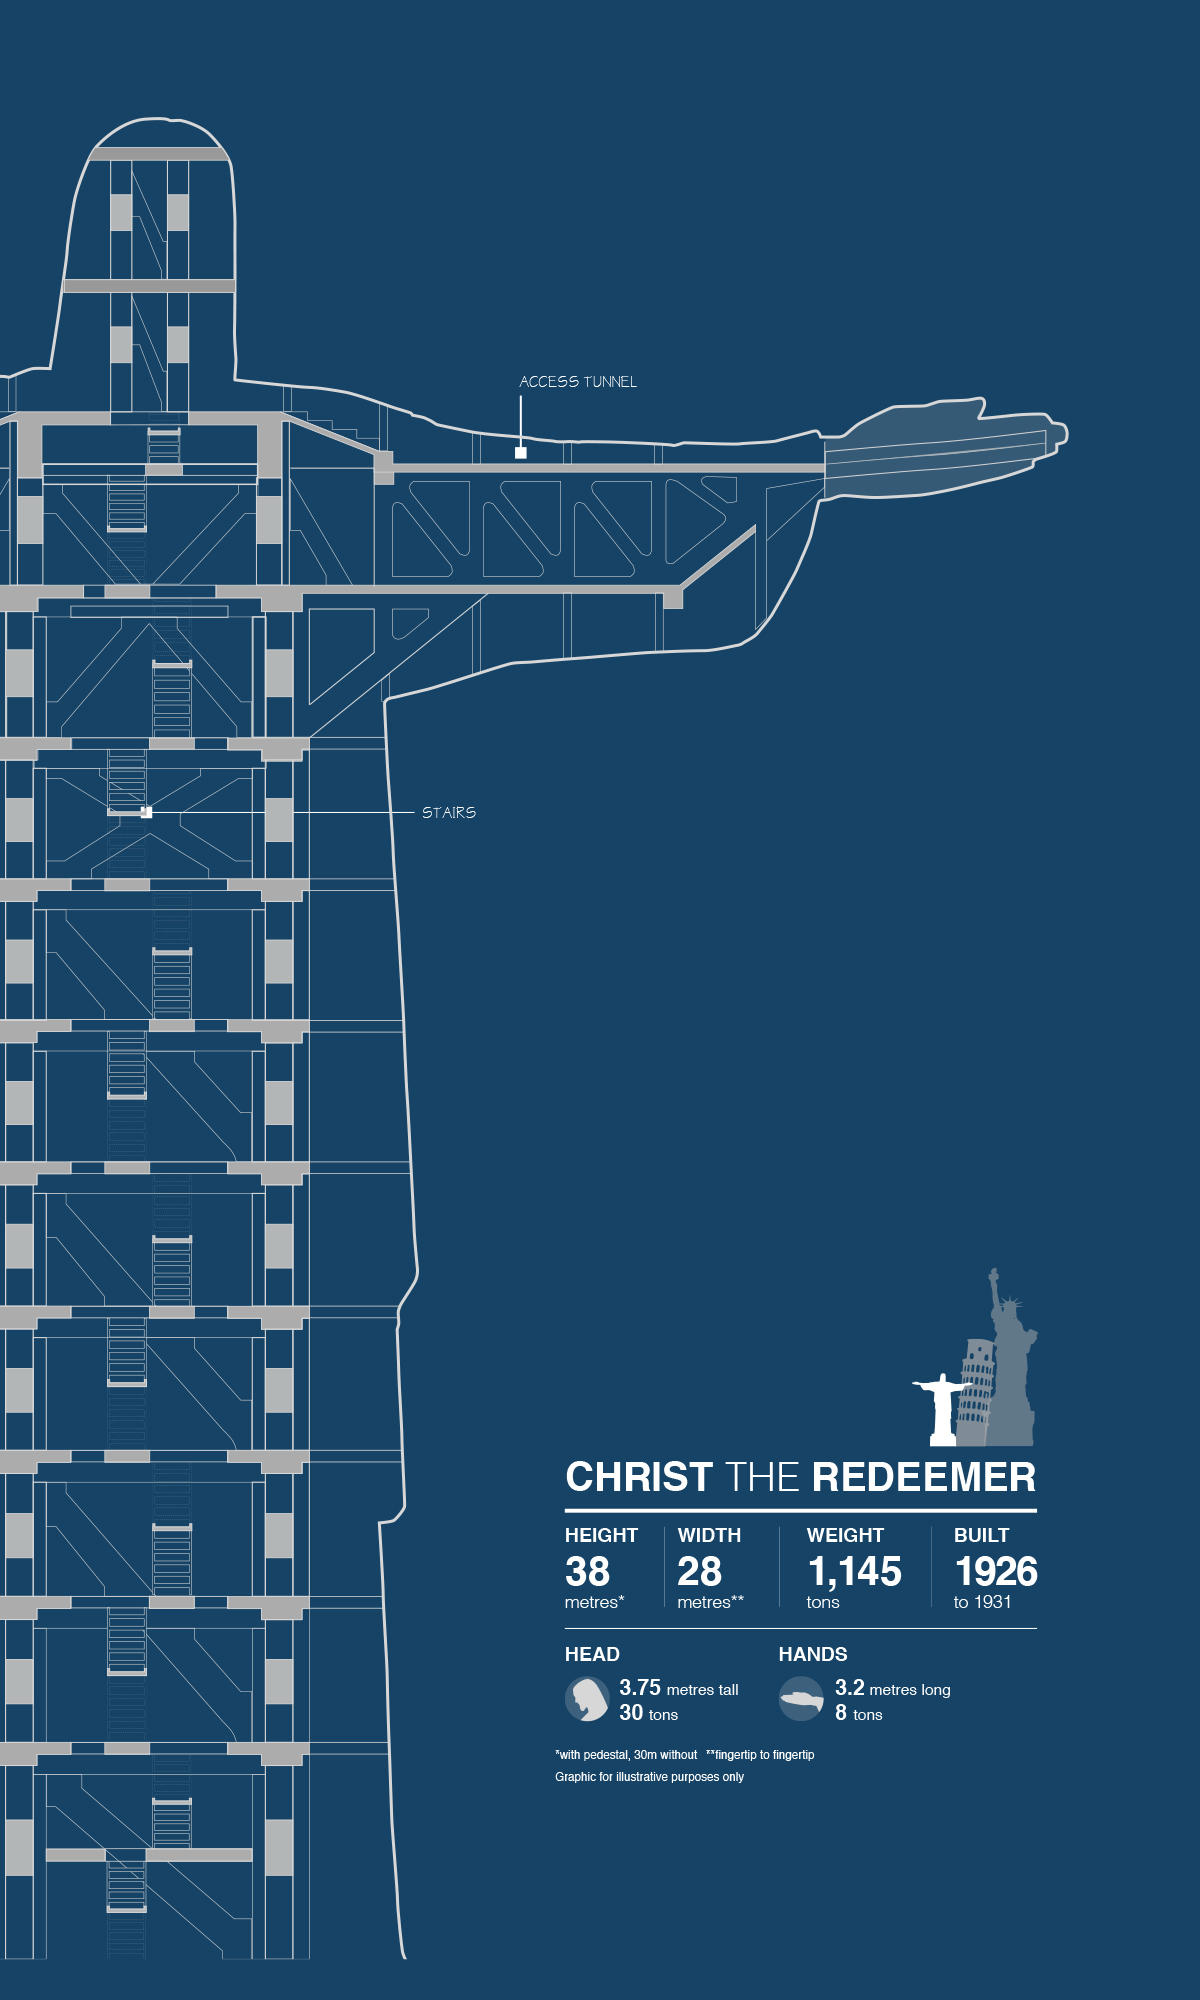 ACCESS TUNNEL
STAIRS
CHRIST THE REDEEMER
HEIGHT
38
metres*
WIDTH
28
metres**
WEIGHT
1,145
tons
BUILT
1926
to 1931
HEAD
3.75 metres tall
30 tons
HANDS
3.2 metres long
8 tons
*with pedestal, 30m without **fingertip to fingertip
Graphic for illustrative purposes only